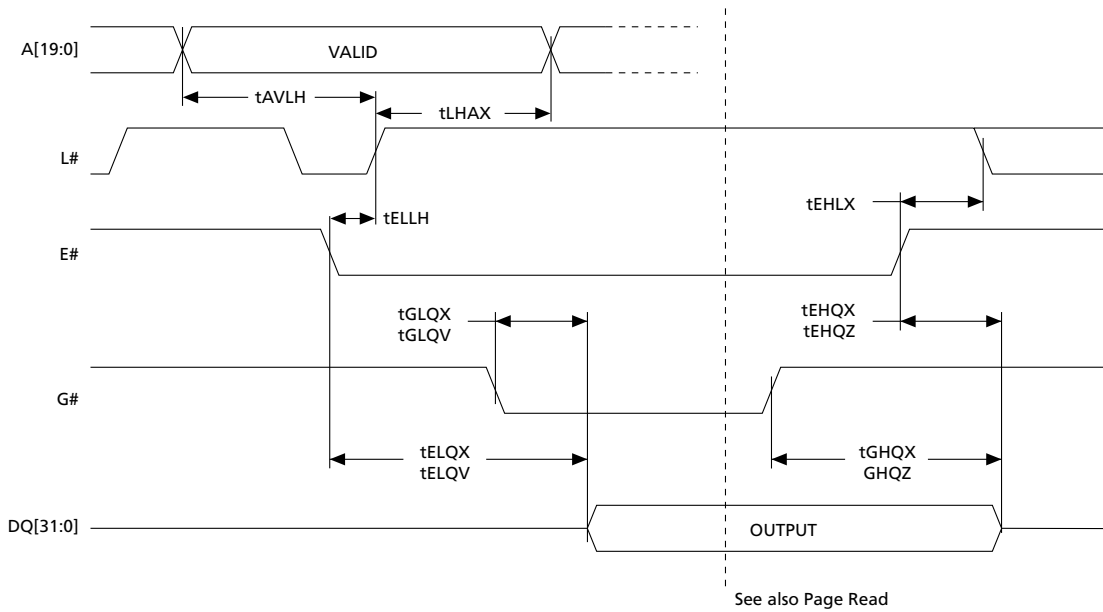 A[19:0]
VALID
tAVLH
tLHAX
L#
tEHLX
tELLH
E#
tGLQX
tGLQV
tEHQX
tEHQZ
G#
tELQX
tELQV
tGHQX
GHQZ
DQ[31:0]
OUTPUT
See also Page Read